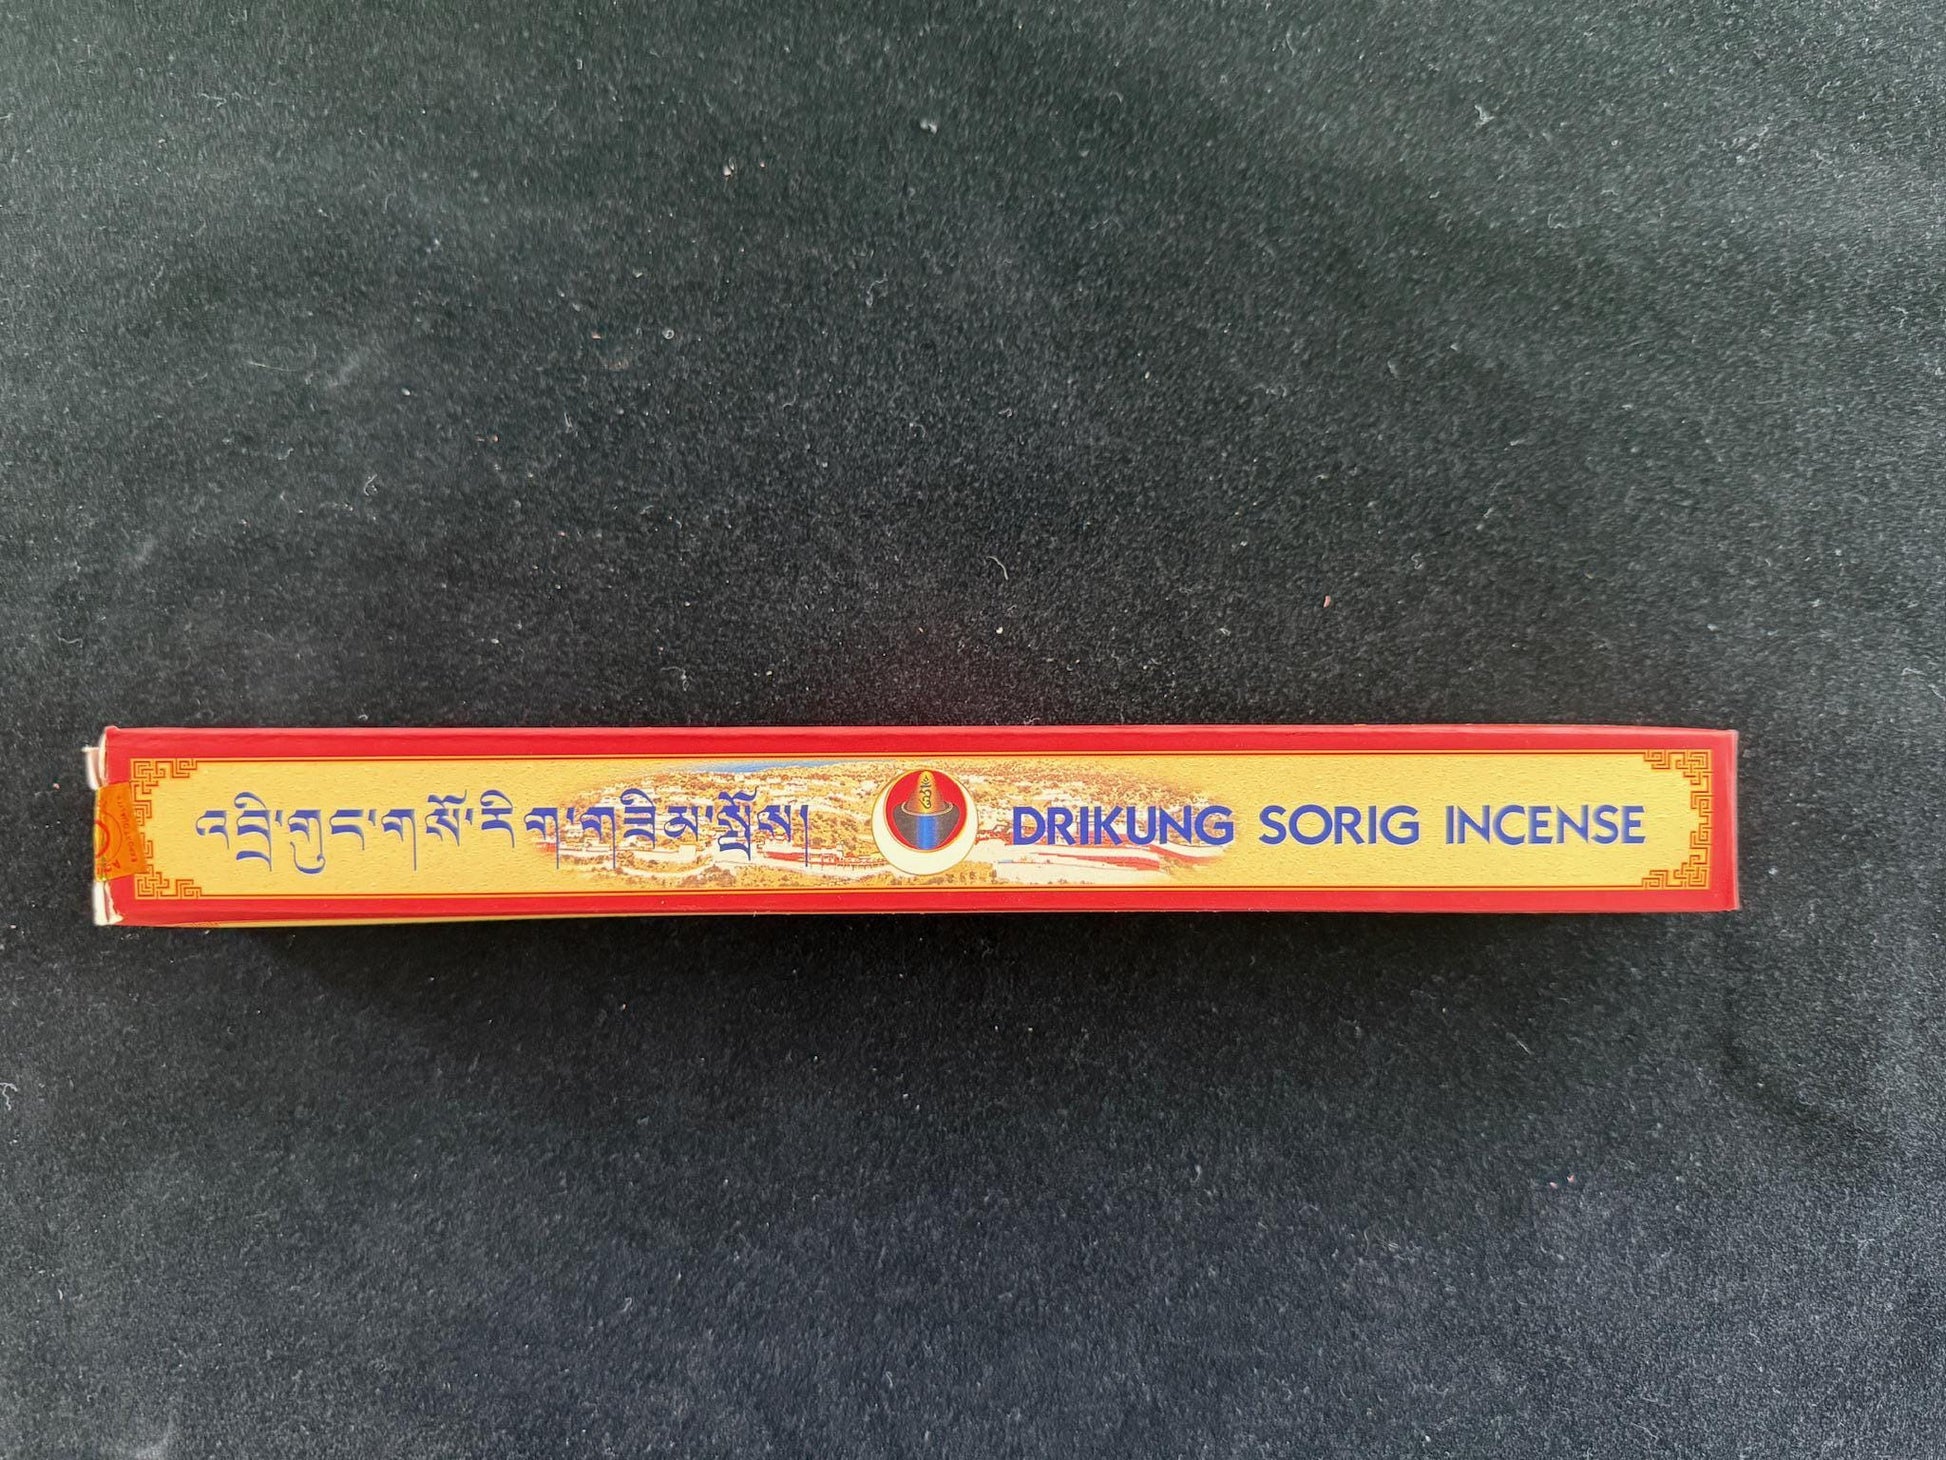 འབྲི་གུང་གསོ་རིག་གཟིམ་སྤོས།
DRIKUNG SORIG INCENSE